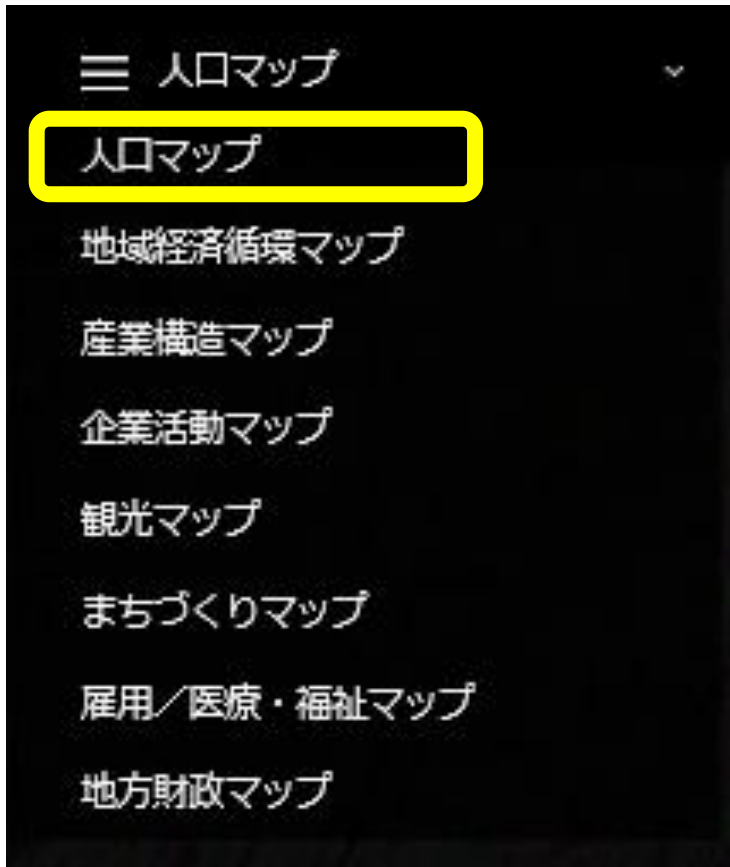 人口マップ
人口マップ
地域経済循環マップ
産業構造マップ
企業活動マップ
観光マップ
まちづくりマップ
雇用／医療・福祉マップ
地方財政マップ